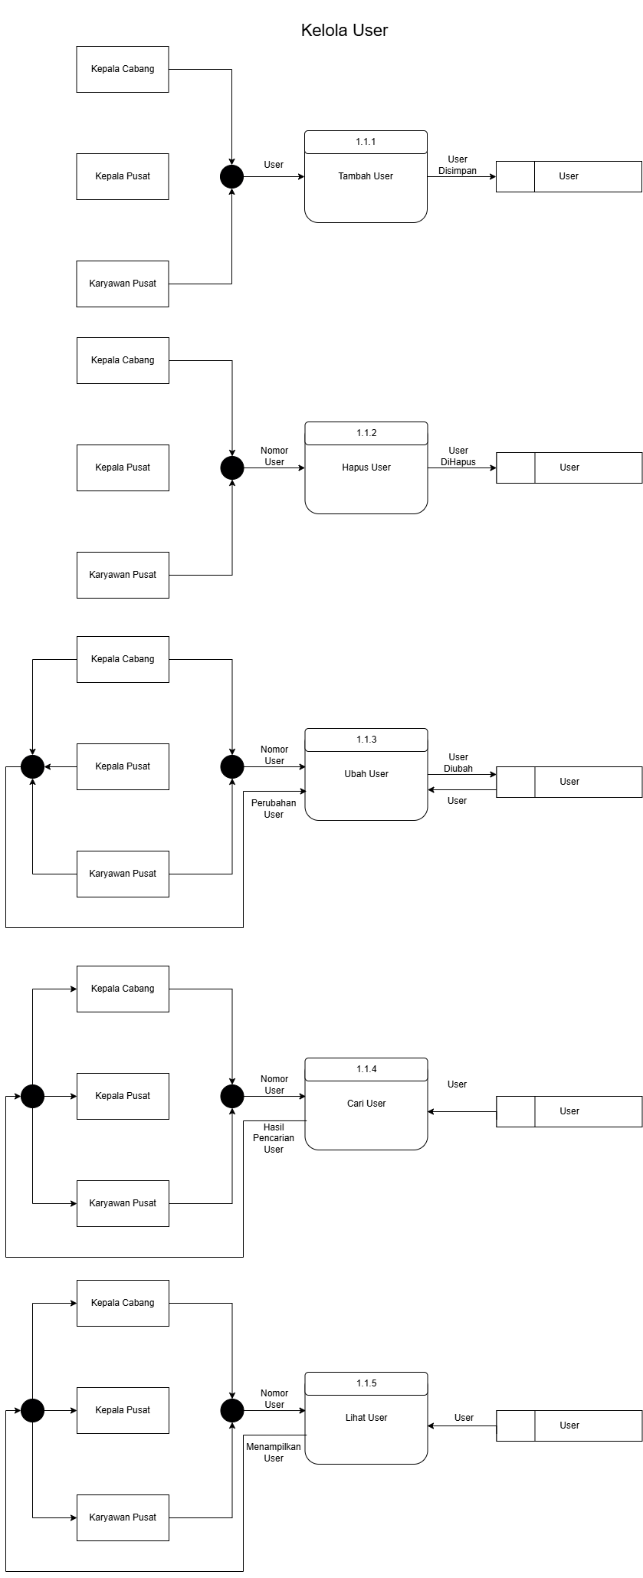 Kelola User
Kepala Cabang
1.1.1
User
User
Disimpan
Kepala Pusat
Tambah User
User
Karyawan Pusat
Kepala Cabang
1.1.2
Nomor
User
User
DiHapus
Kepala Pusat
Hapus User
User
Karyawan Pusat
Kepala Cabang
1.1.3
Nomor
User
User
Diubah
Kepala Pusat
Ubah User
User
Perubahan
User
User
Karyawan Pusat
Kepala Cabang
1.1.4
Nomor
User
User
Kepala Pusat
Cari User
User
Hasil
Pencarian
User
Karyawan Pusat
Kepala Cabang
1.1.5
Nomor
User
Kepala Pusat
Lihat User
User
User
Menampilkan
User
Karyawan Pusat